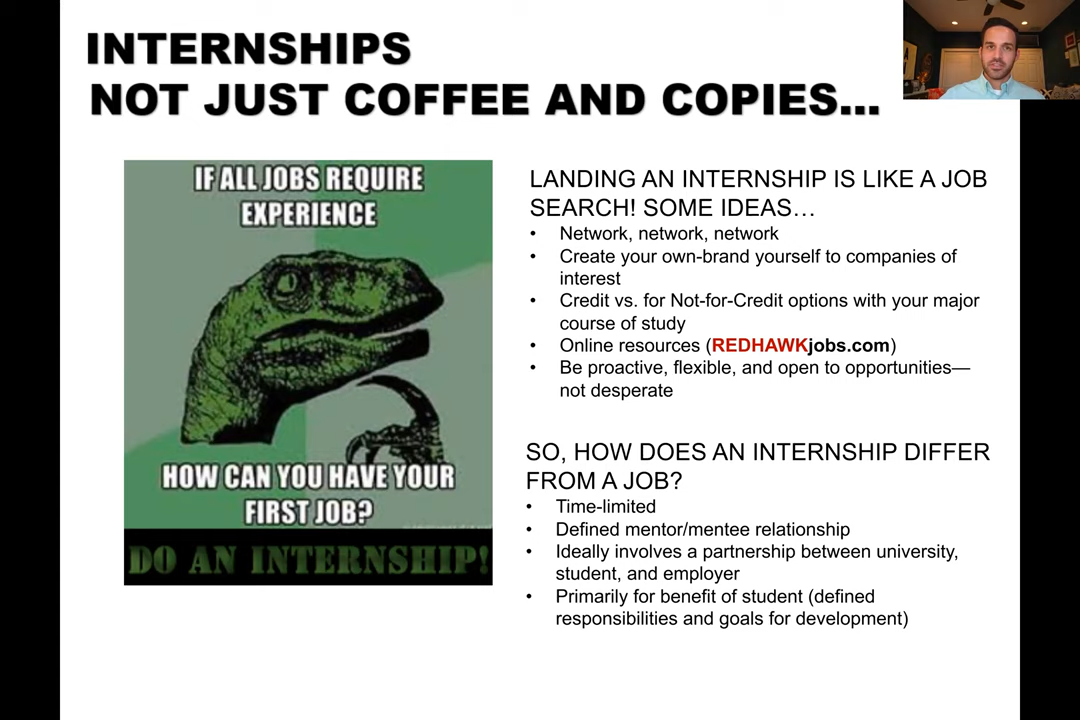 INTERNSHIPS
NOT JUST COFFEE AND COPIES...
IF ALL JOBS REQUIRE
EXPERIENCE
HOW CAN YOU HAVE YOUR
FIRST JOB?
DO AN INTERNSHIP!
LANDING AN INTERNSHIP IS LIKE A JOB
SEARCH! SOME IDEAS…
• Network, network, network
• Create your own-brand yourself to companies of
interest
• Credit vs. for Not-for-Credit options with your major
course of study
• Online resources (REDHAWKjobs.com)
• Be proactive, flexible, and open to opportunities—
not desperate
SO, HOW DOES AN INTERNSHIP DIFFER
FROM A JOB?
• Time-limited
• Defined mentor/mentee relationship
• Ideally involves a partnership between university,
student, and employer
• Primarily for benefit of student (defined
responsibilities and goals for development)